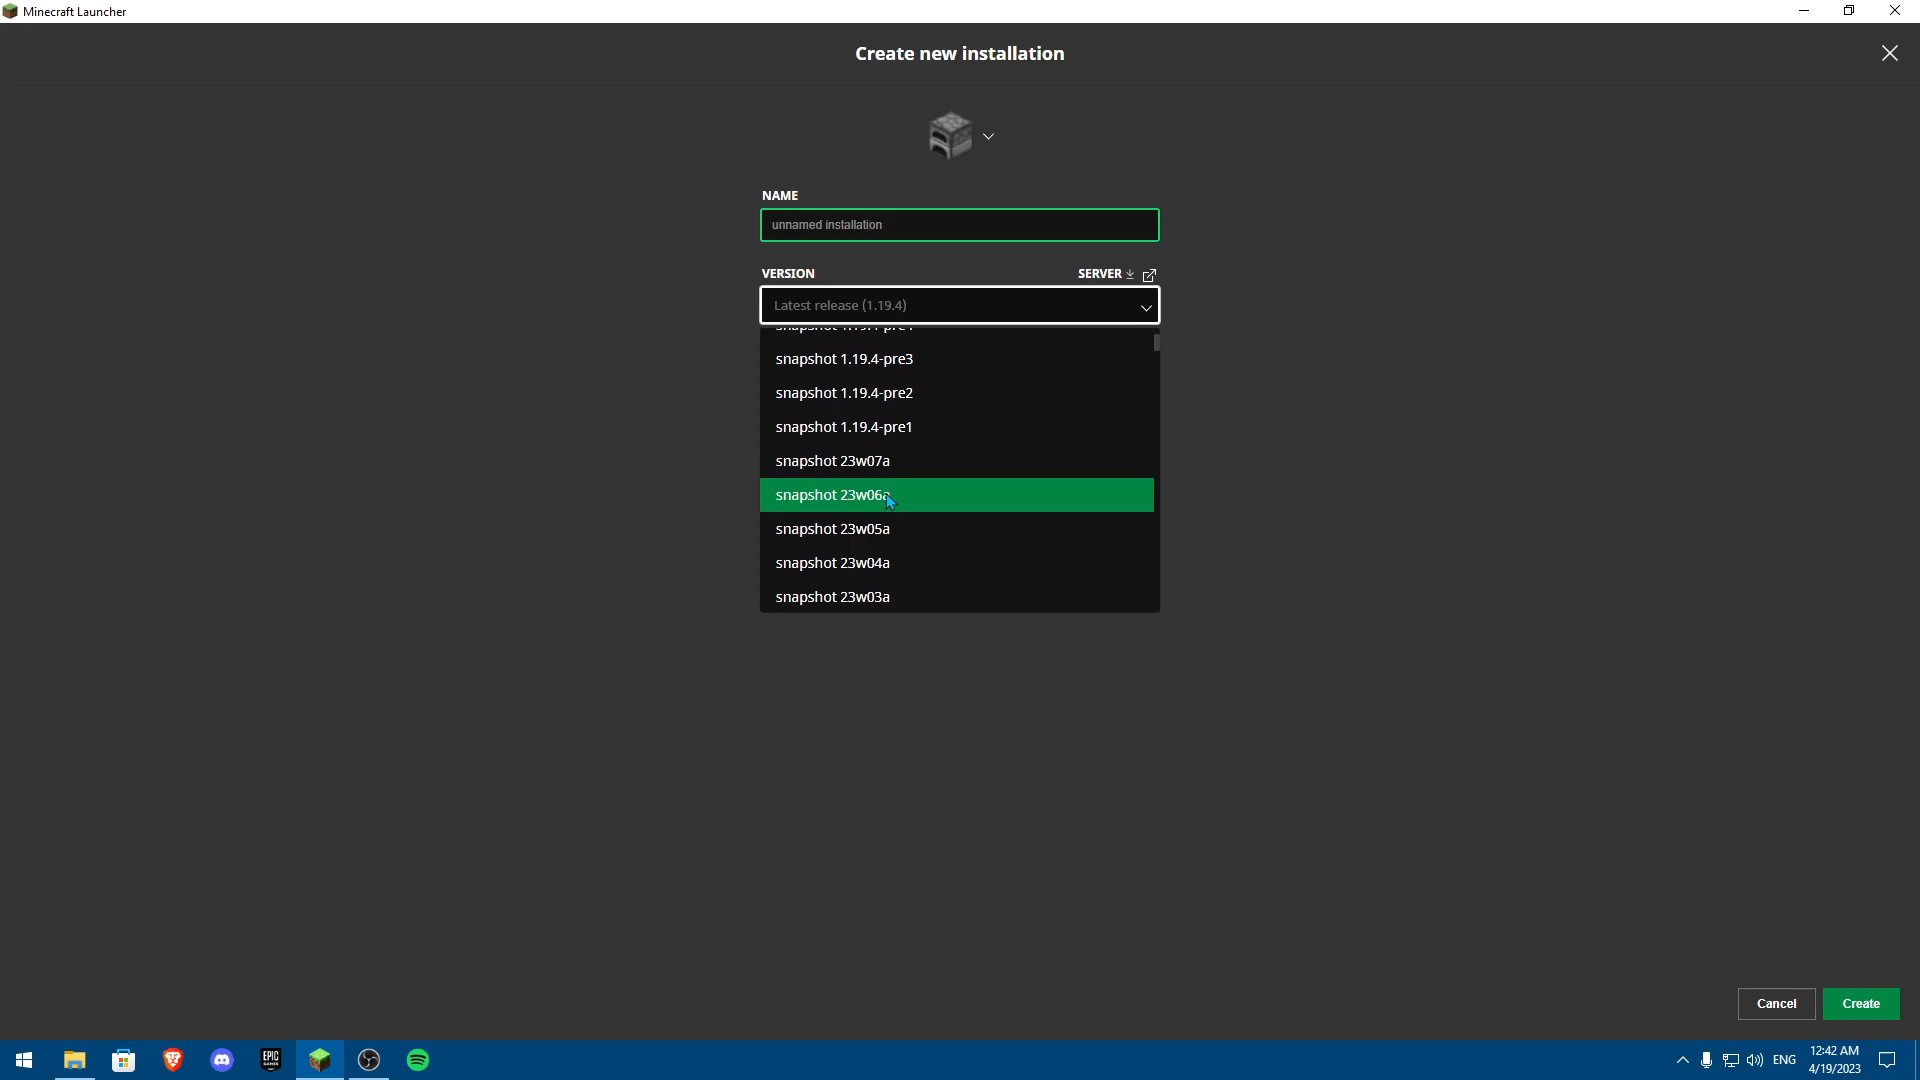 Minecraft Launcher
Create new installation
NAME
unnamed installation
VERSION
SERVER
Latest release (1.19.4)
snapshot 1.19.4-pre3
snapshot 1.19.4-pre2
snapshot 1.19.4-pre1
snapshot 23w07a
snapshot 23w06a
snapshot 23w05a
snapshot 23w04a
snapshot 23w03a
Cancel
Create
EPIC
GAMES
ENG
12:42 AM
4/19/2023